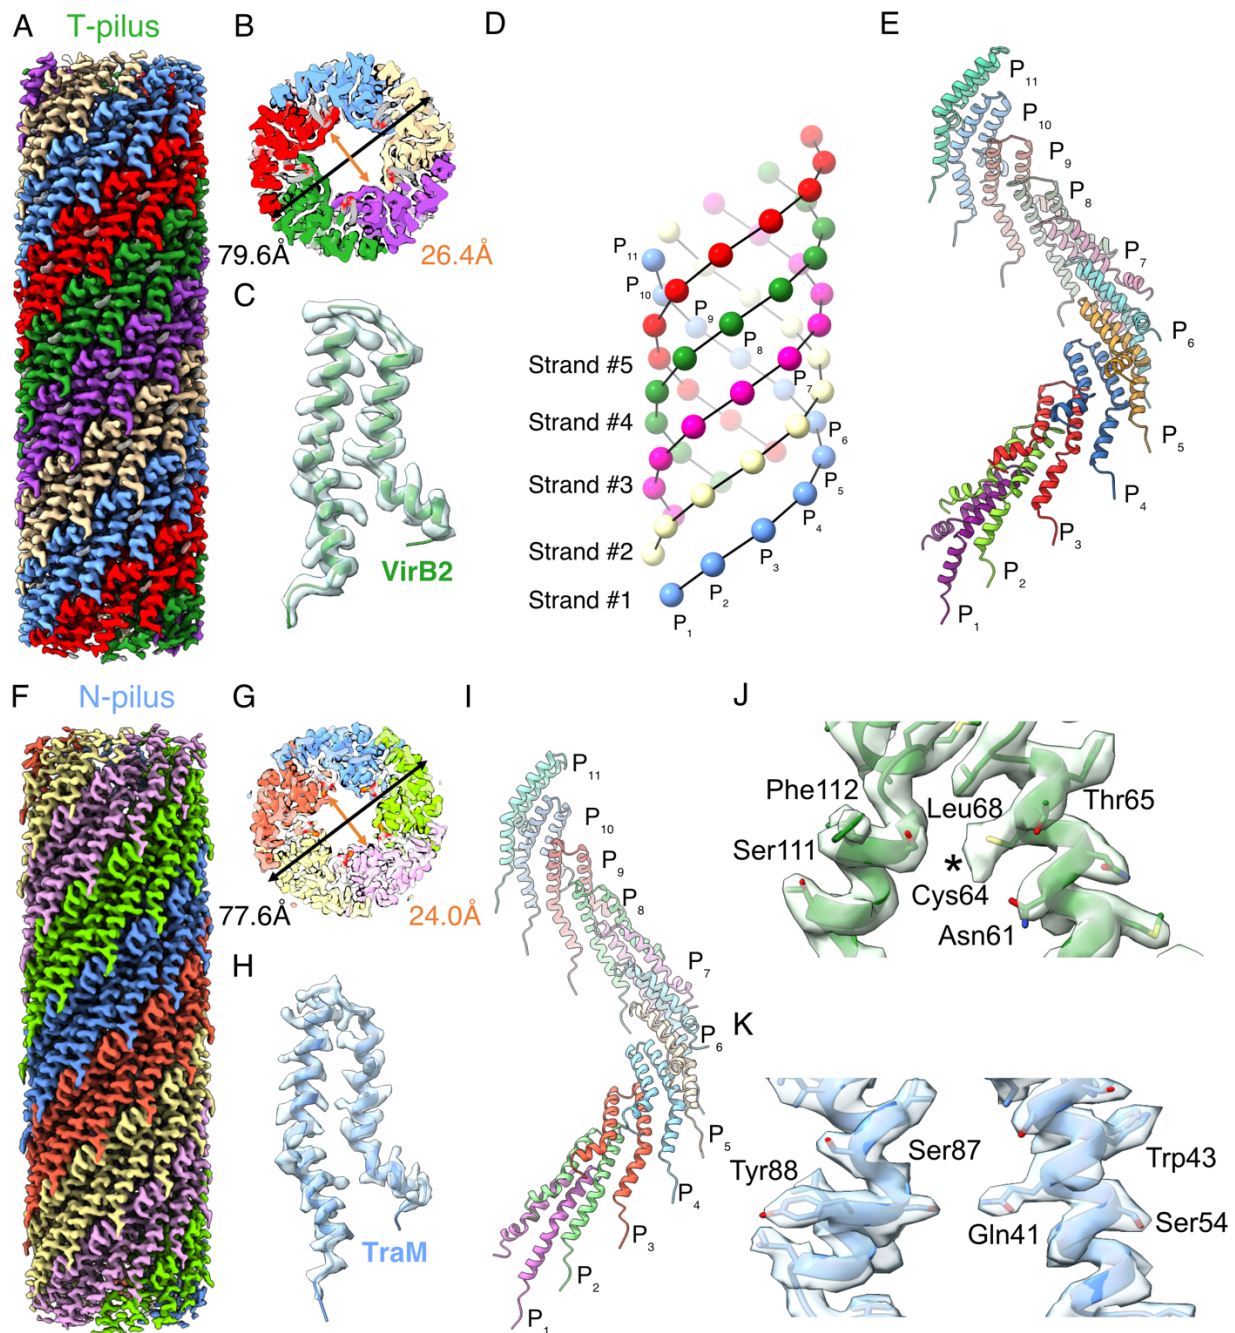 A
T-pilus
B
79.6Å
26.4Å
C
VirB2
D
P11
P10
P9
P8
P7
P6
P5
P4
P3
P2
P1
Strand #5
Strand #4
Strand #3
Strand #2
Strand #1
E
P11
P10
P9
P8
P7
P6
P5
P4
P3
P2
P1
F
N-pilus
G
77.6Å
24.0Å
H
TraM
I
P11
P10
P9
P8
P7
P6
P5
P4
P3
P2
P1
J
Phe112
Leu68
Thr65
Ser111
*
Cys64
Asn61
K
Ser87
Tyr88
Trp43
Gln41
Ser54